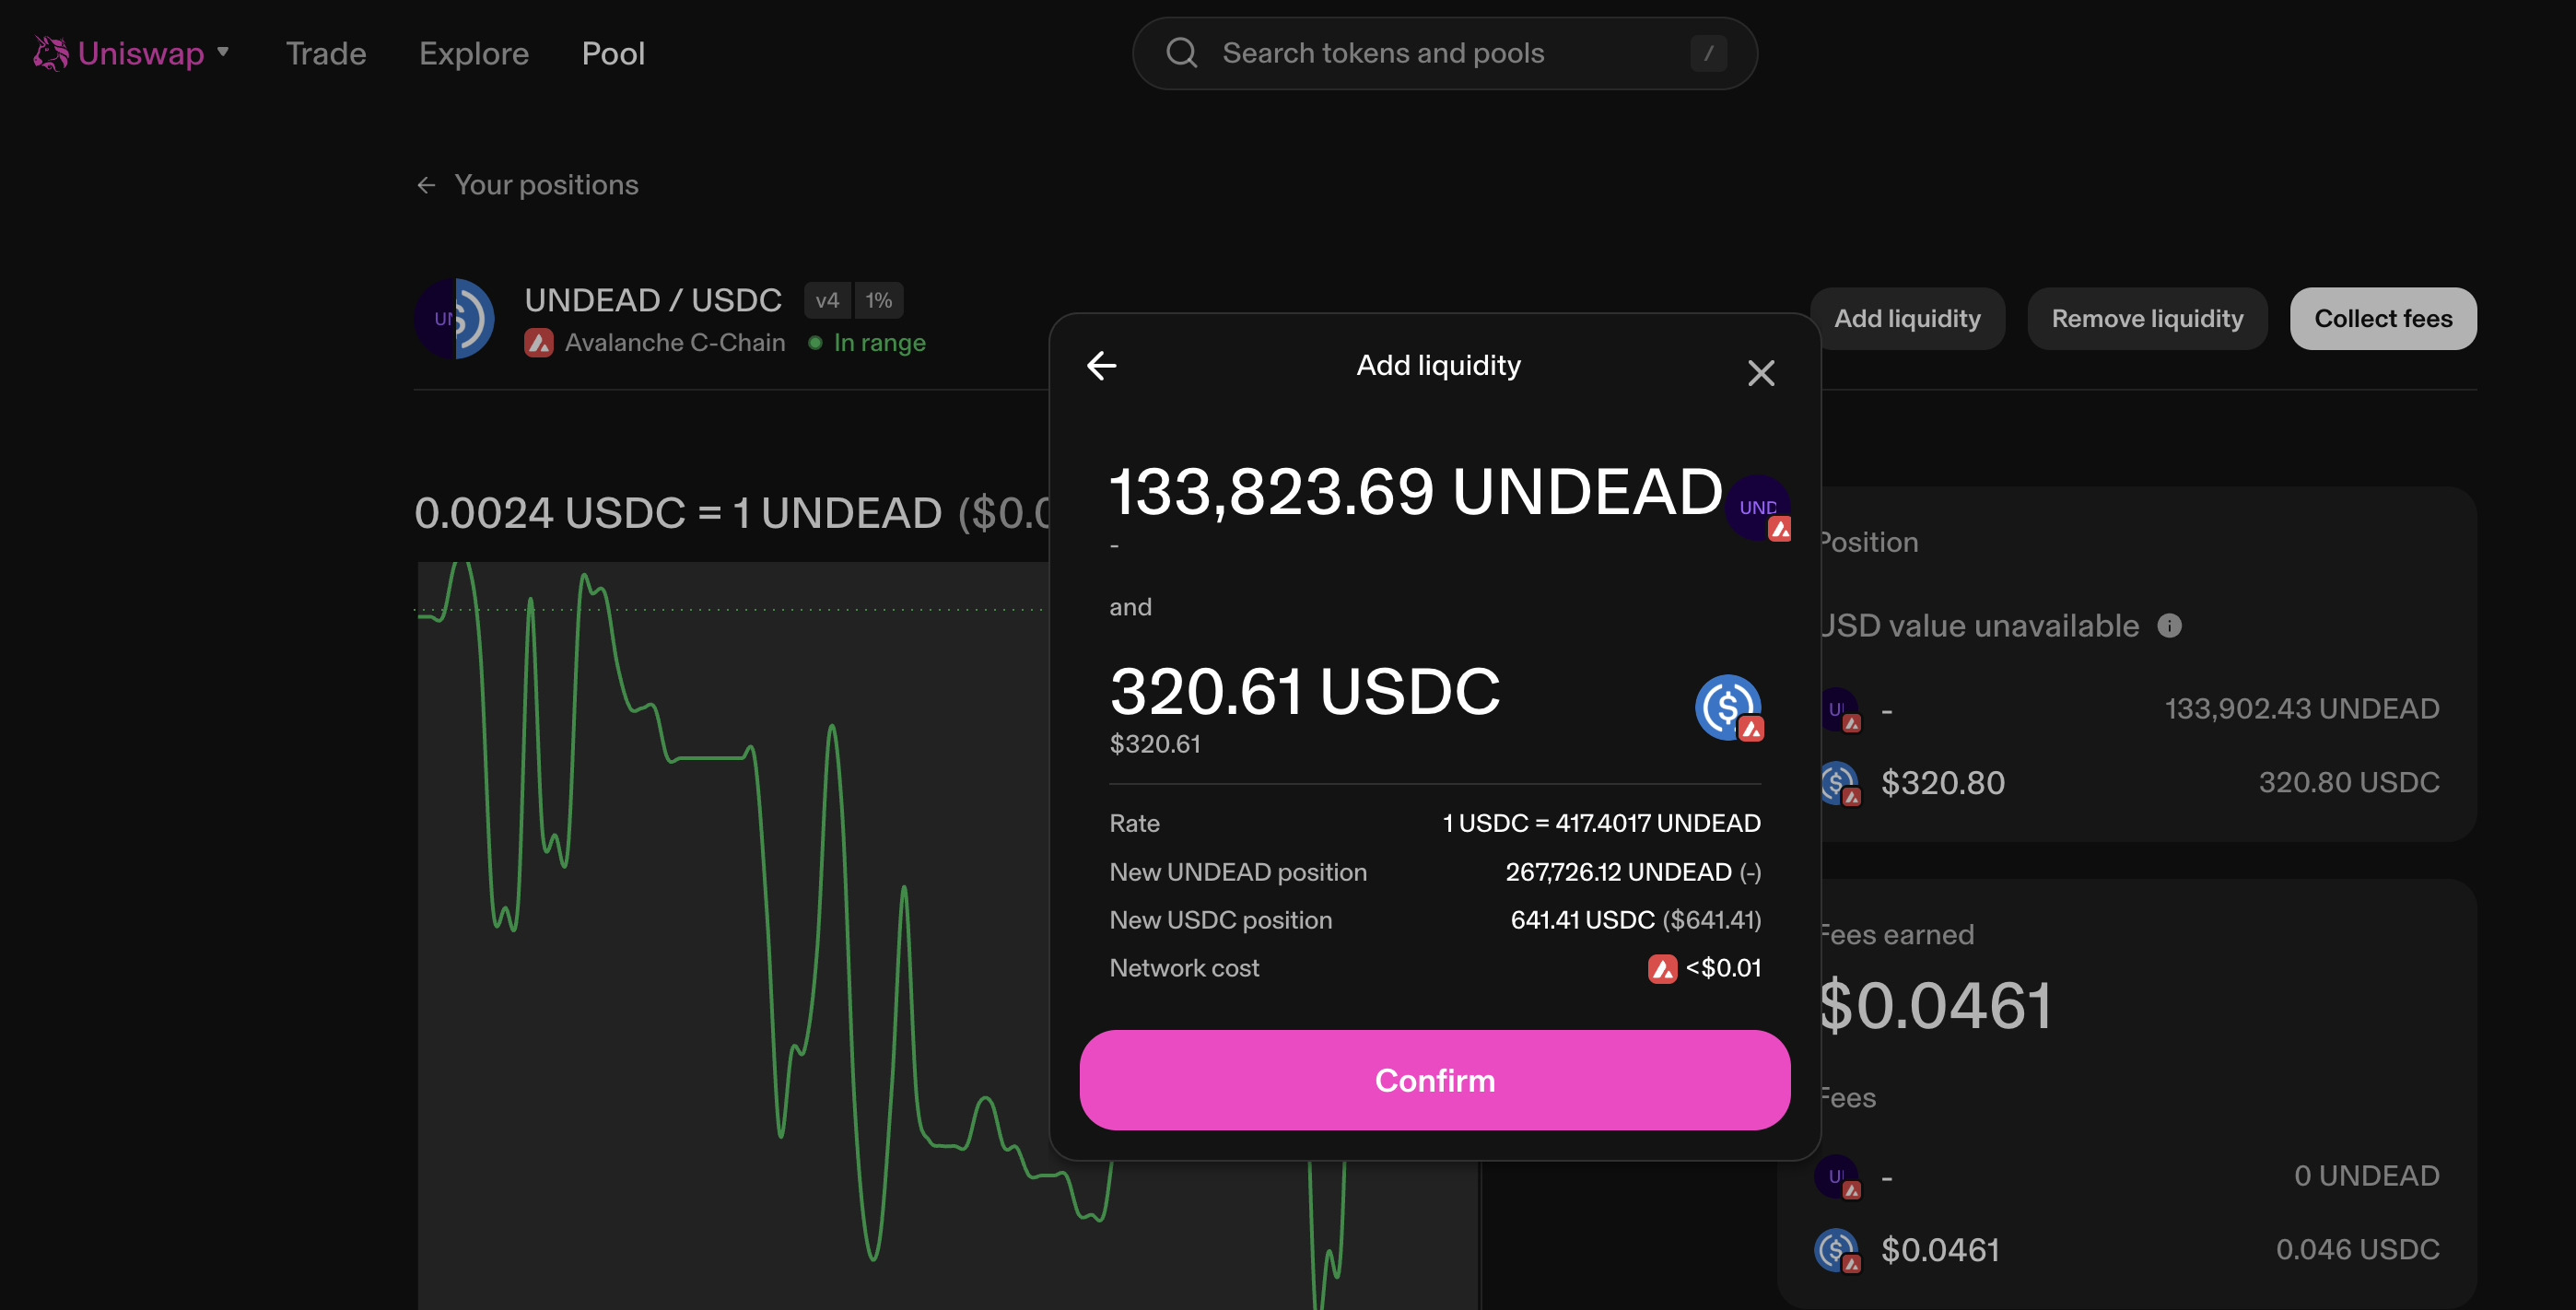 Uniswap Trade Explore Pool Search tokens and pools /
Your positions
UNDEAD / USDC v4 1%
Avalanche C-Chain In range
Add liquidity Remove liquidity Collect fees
0.0024 USDC = 1 UNDEAD ($0.0
Add liquidity
133,823.69 UNDEAD UND
-
and
320.61 USDC
$320.61
Rate 1 USDC = 417.4017 UNDEAD
New UNDEAD position 267,726.12 UNDEAD (-)
New USDC position 641.41 USDC ($641.41)
Network cost <$0.01
Confirm
Position
USD value unavailable
- 133,902.43 UNDEAD
$320.80 320.80 USDC
Fees earned
$0.0461
Fees
- 0 UNDEAD
$0.0461 0.046 USDC